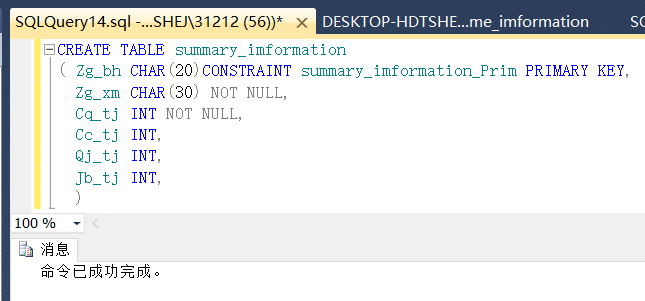 SQLQuery14.sql -...SHEJ\31212 (56))* DESKTOP-HDTSHE...me_imformation SC
CREATE TABLE summary_imformation
( Zg_bh CHAR(20)CONSTRAINT summary_imformation_Prim PRIMARY KEY,
Zg_xm CHAR(30) NOT NULL,
Cq_tj INT NOT NULL,
Cc_tj INT,
Qj_tj INT,
Jb_tj INT,
)
100 %
消息
命令已成功完成。